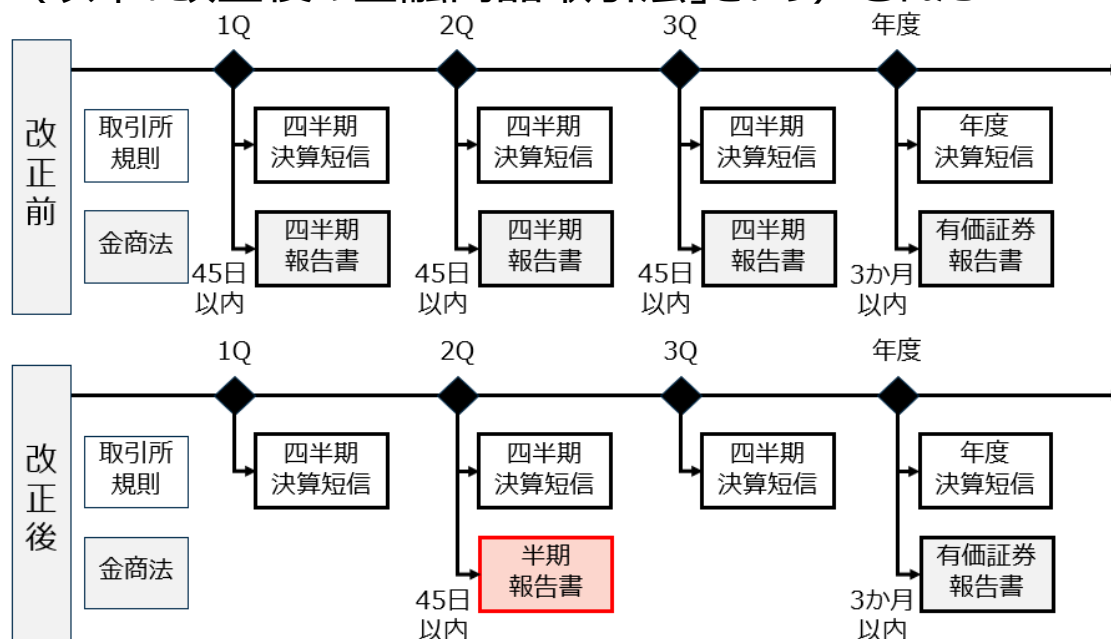 1Q 2Q 3Q 年度
改正前
取引所
規則
四半期
決算短信
四半期
決算短信
四半期
決算短信
年度
決算短信
金商法
四半期
報告書
四半期
報告書
四半期
報告書
有価証券
報告書
45日
以内
45日
以内
45日
以内
3か月
以内
1Q 2Q 3Q 年度
改正後
取引所
規則
四半期
決算短信
四半期
決算短信
四半期
決算短信
年度
決算短信
金商法
半期
報告書
有価証券
報告書
45日
以内
3か月
以内